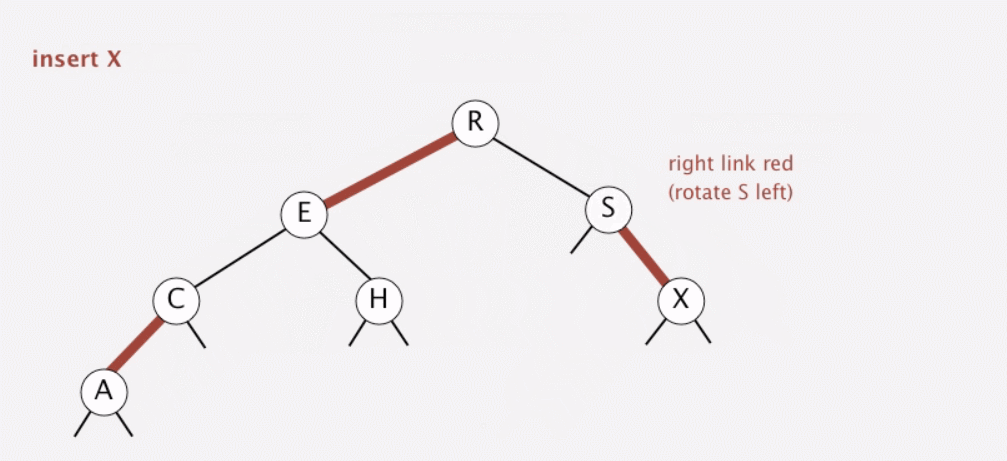 insert X
R
right link red
(rotate S left)
E
S
C
H
X
A